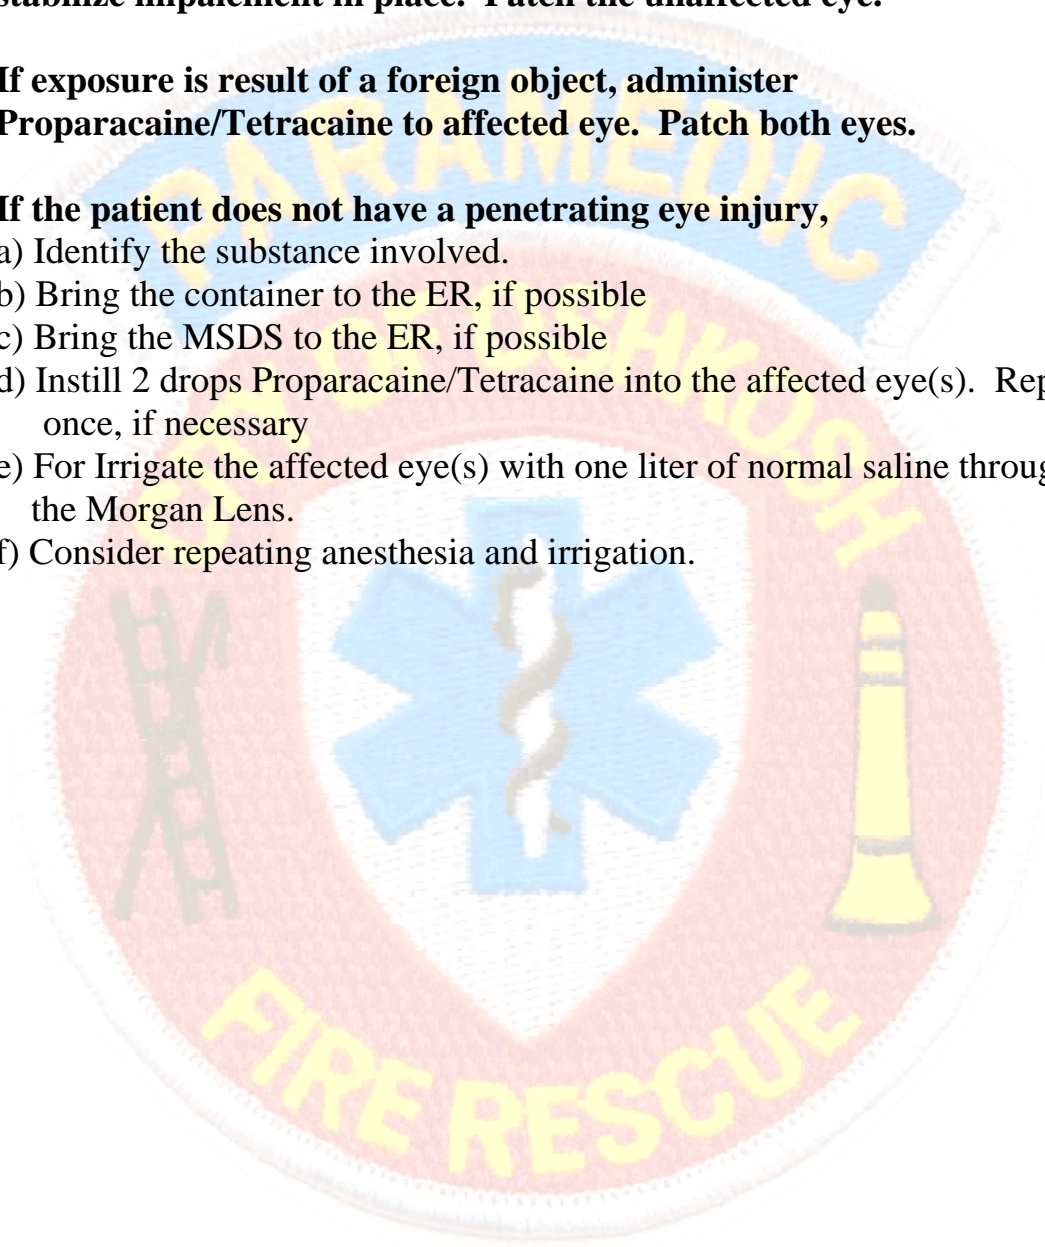 stabilize impalement in place. Patch the unaffected eye.
If exposure is result of a foreign object, administer
Proparacaine/Tetracaine to affected eye. Patch both eyes.
If the patient does not have a penetrating eye injury,
a) Identify the substance involved.
b) Bring the container to the ER, if possible
c) Bring the MSDS to the ER, if possible
d) Instill 2 drops Proparacaine/Tetracaine into the affected eye(s). Rep
once, if necessary
e) For Irrigate the affected eye(s) with one liter of normal saline throug
the Morgan Lens.
f) Consider repeating anesthesia and irrigation.
PARAMEDIC
OSHKOSH
FIRE RESCUE